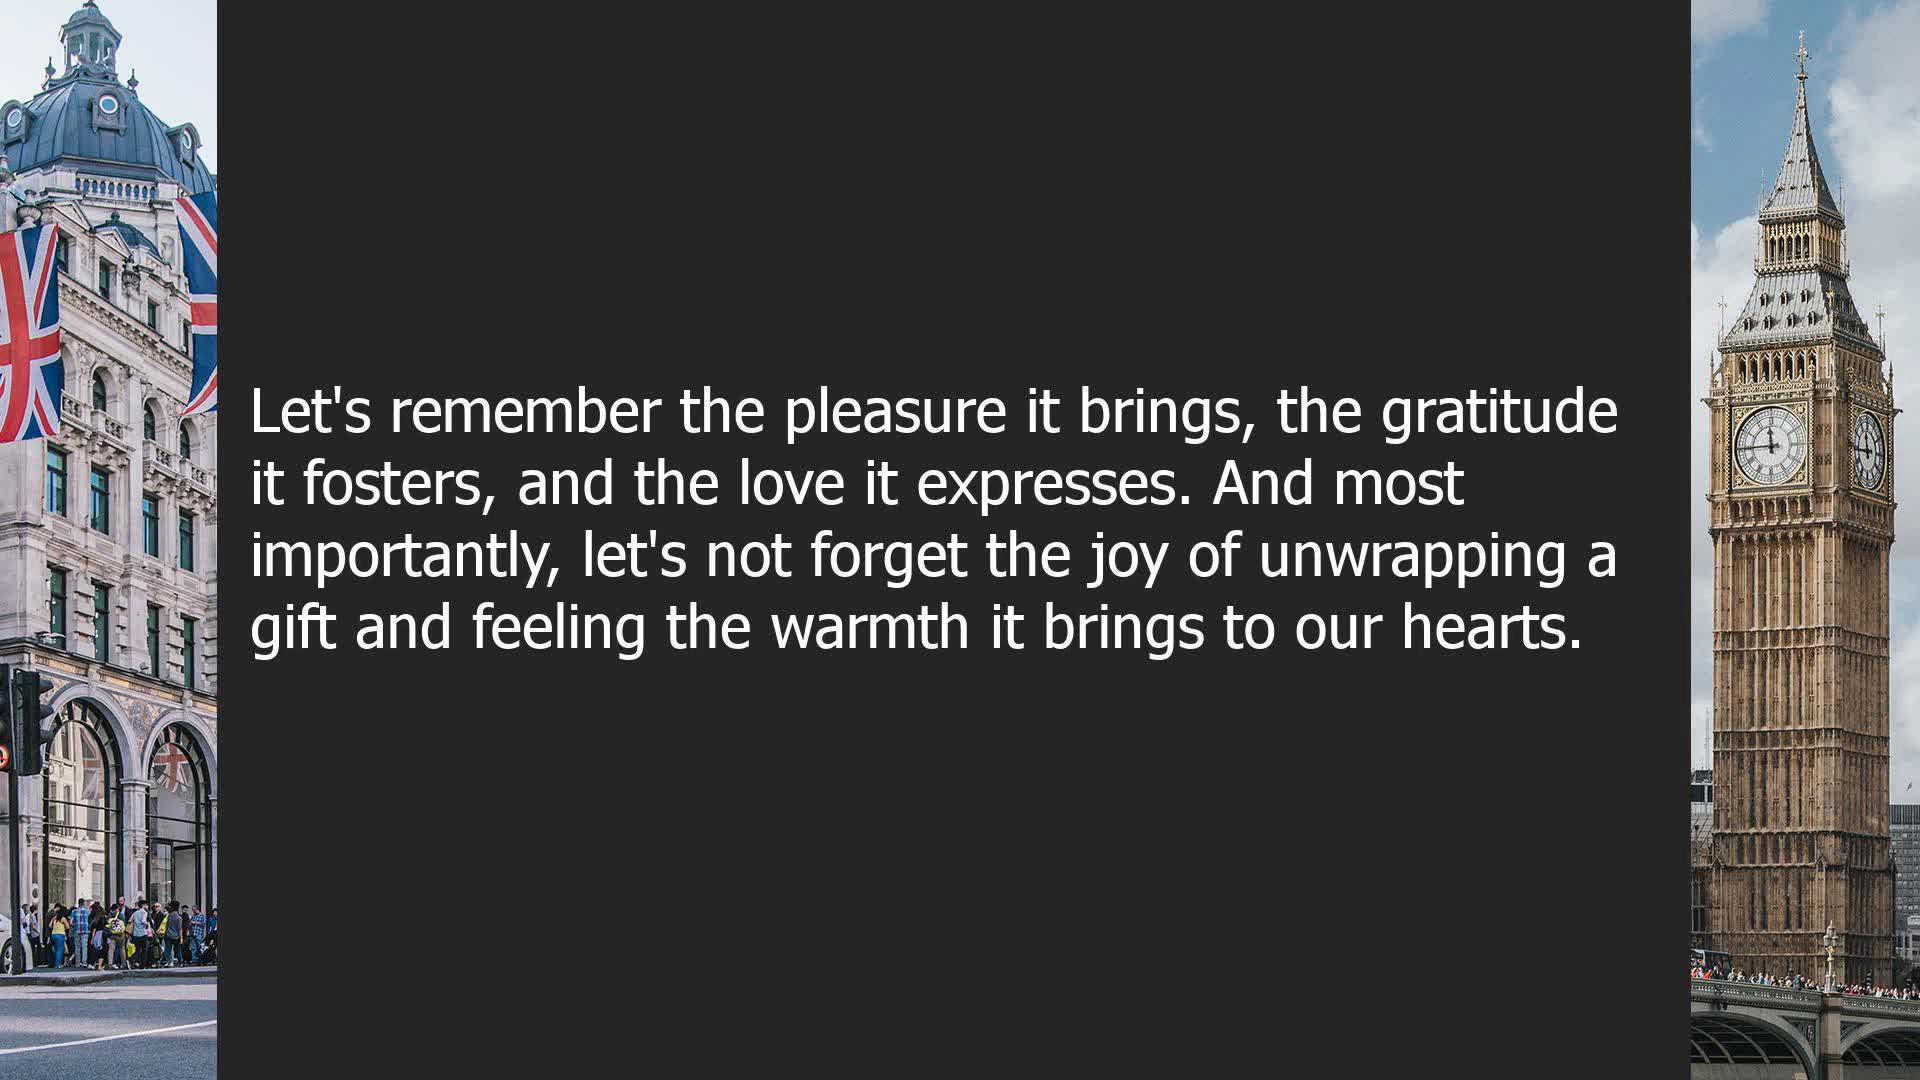 Let's remember the pleasure it brings, the gratitude
it fosters, and the love it expresses. And most
importantly, let's not forget the joy of unwrapping a
gift and feeling the warmth it brings to our hearts.